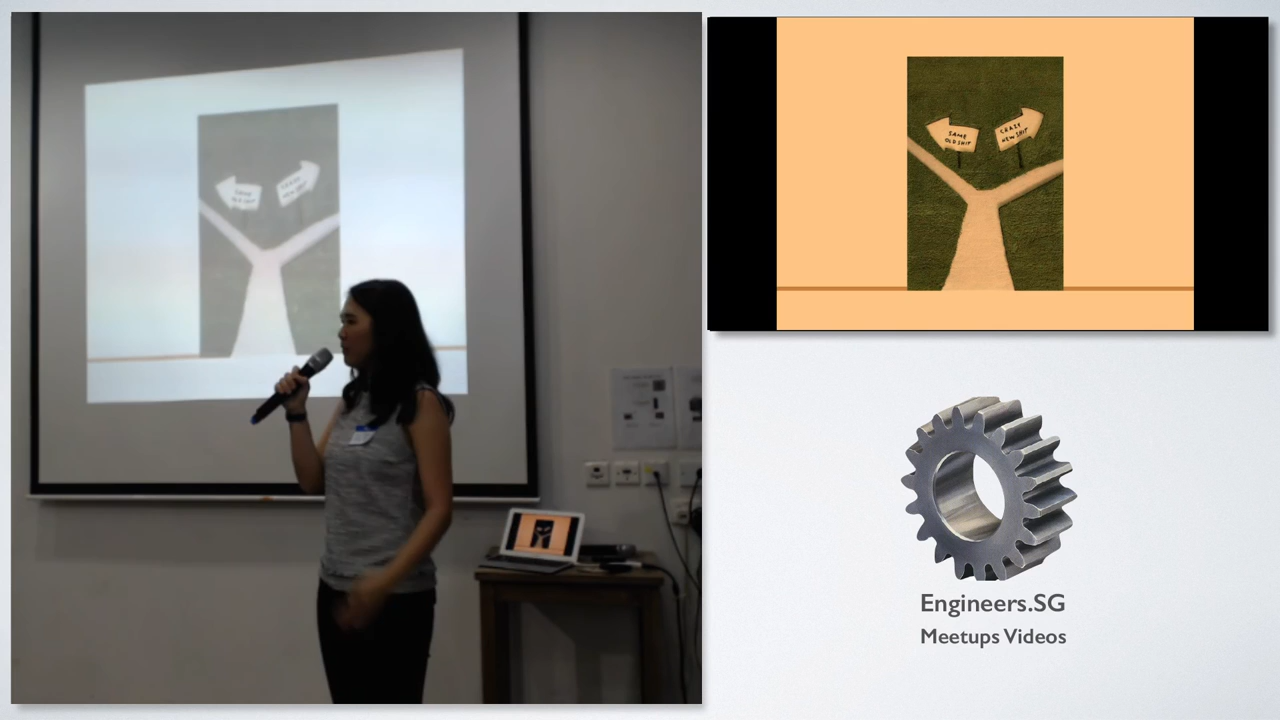 SAME
OLD SHIT
CRAZY
NEW SHIT
Engineers.SG
Meetups Videos